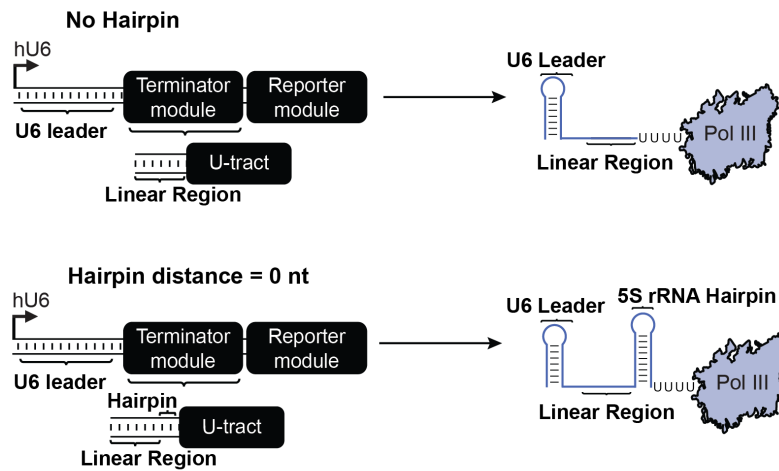 No Hairpin
hU6
Terminator
module
Reporter
module
U6 leader
U-tract
Linear Region
U6 Leader
UUUU
Pol III
Linear Region
Hairpin distance = 0 nt
hU6
Terminator
module
Reporter
module
U6 leader
Hairpin
U-tract
Linear Region
5S rRNA Hairpin
U6 Leader
UUUU
Pol III
Linear Region